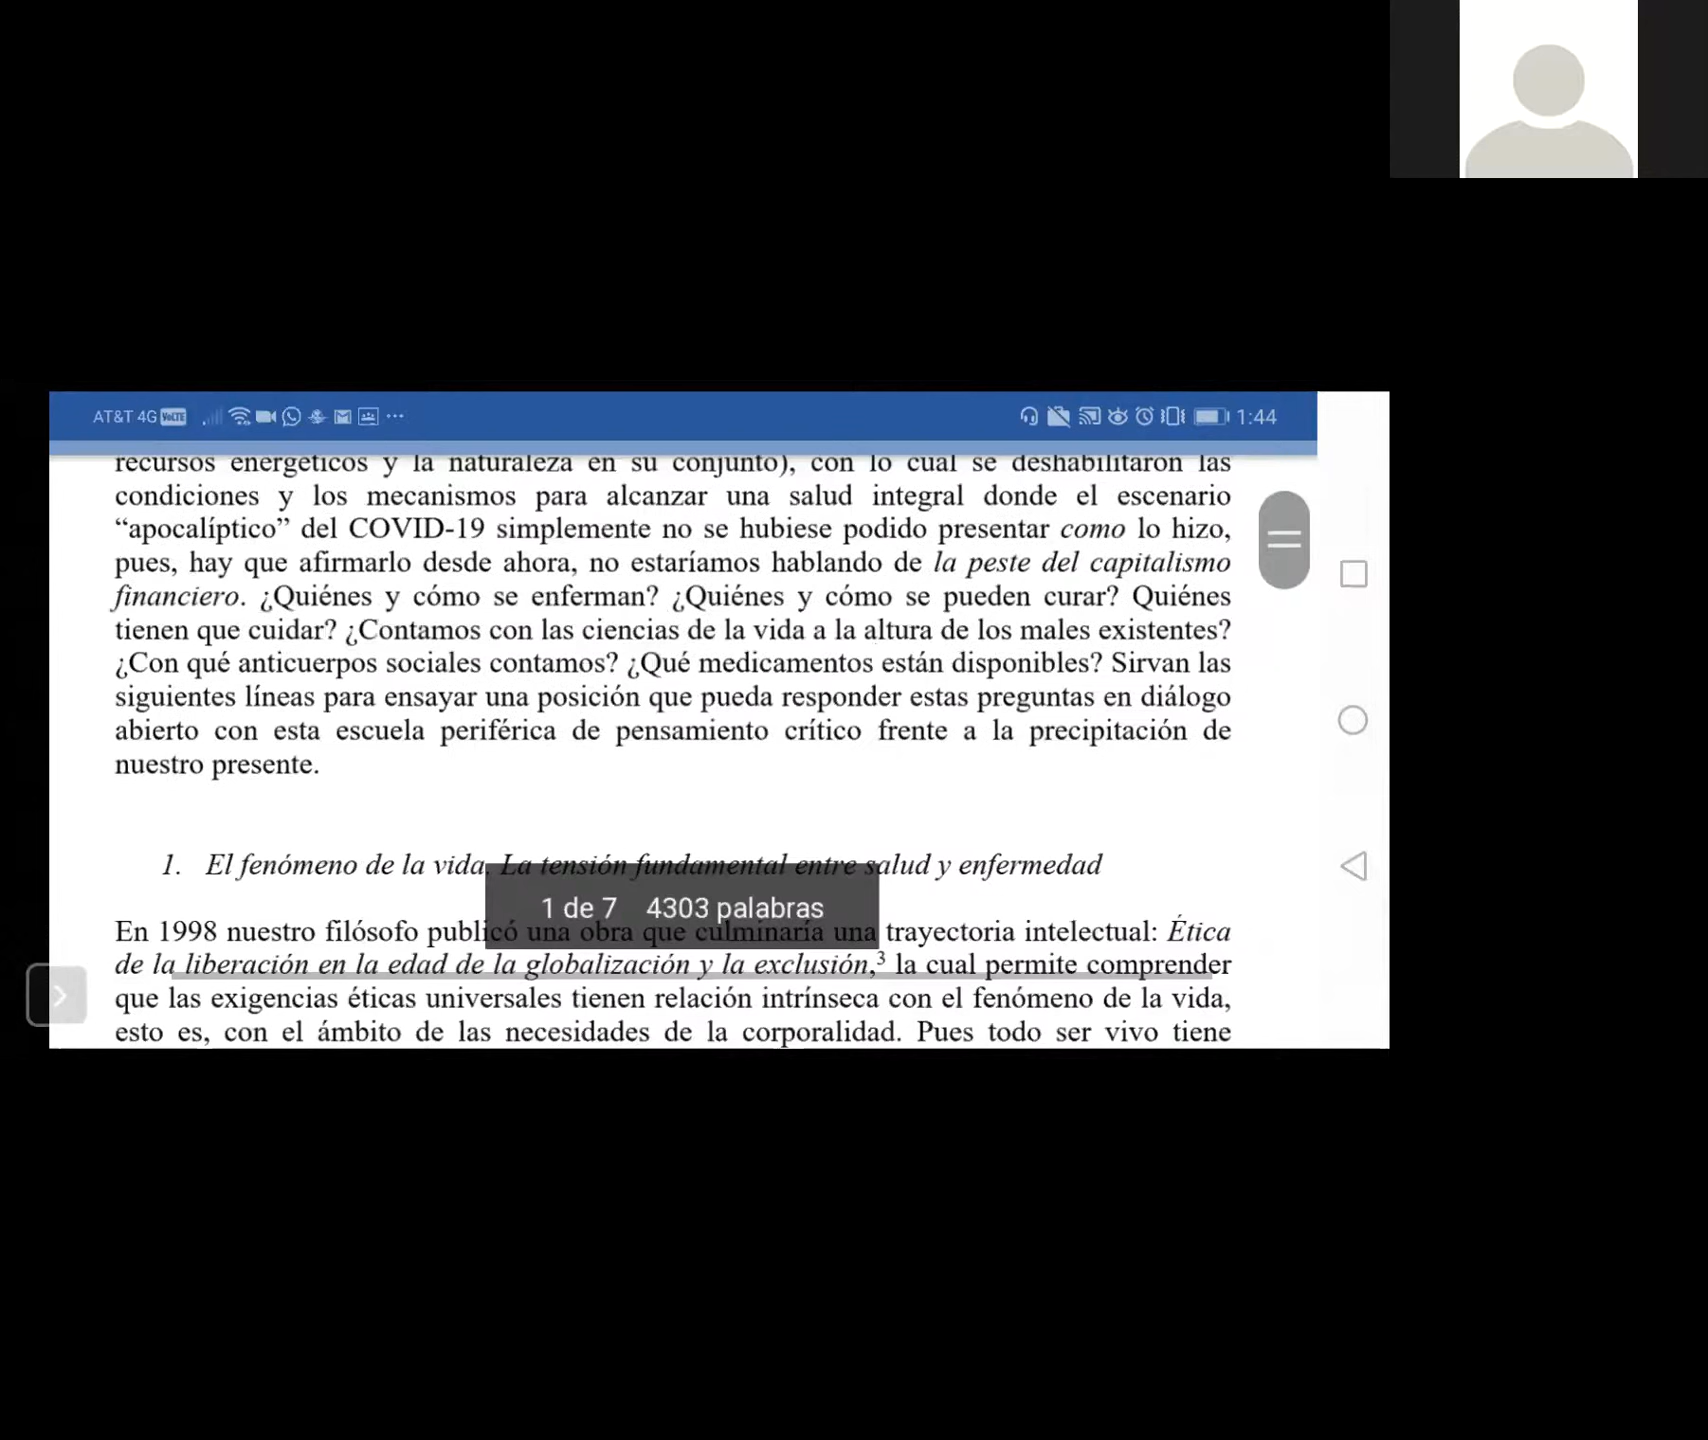 AT&T 4G VoLTE
1:44
recursos energéticos y la naturaleza en su conjunto), con lo cual se deshabilitaron las
condiciones y los mecanismos para alcanzar una salud integral donde el escenario
“apocalíptico” del COVID-19 simplemente no se hubiese podido presentar como lo hizo,
pues, hay que afirmarlo desde ahora, no estaríamos hablando de la peste del capitalismo
financiero. ¿Quiénes y cómo se enferman? ¿Quiénes y cómo se pueden curar? Quiénes
tienen que cuidar? ¿Contamos con las ciencias de la vida a la altura de los males existentes?
¿Con qué anticuerpos sociales contamos? ¿Qué medicamentos están disponibles? Sirvan las
siguientes líneas para ensayar una posición que pueda responder estas preguntas en diálogo
abierto con esta escuela periférica de pensamiento crítico frente a la precipitación de
nuestro presente.
1. El fenómeno de la vida. La tensión fundamental entre salud y enfermedad
1 de 7 4303 palabras
En 1998 nuestro filósofo publicó una obra que culminaría una trayectoria intelectual: Ética
de la liberación en la edad de la globalización y la exclusión,³ la cual permite comprender
que las exigencias éticas universales tienen relación intrínseca con el fenómeno de la vida,
esto es, con el ámbito de las necesidades de la corporalidad. Pues todo ser vivo tiene